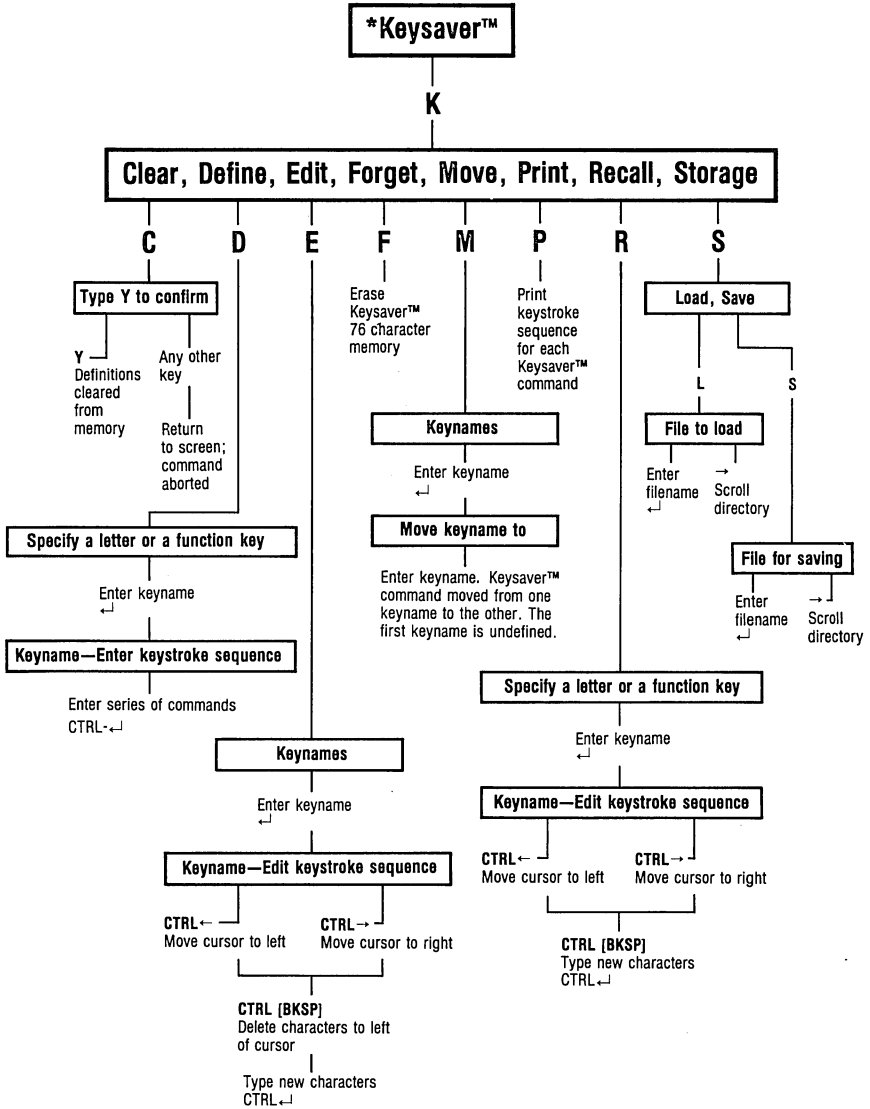 *Keysaver™
K
Clear, Define, Edit, Forget, Move, Print, Recall, Storage
C D E F M P R S
Type Y to confirm
Y
Definitions
cleared
from
memory
Any other
key
Return
to screen;
command
aborted
Specify a letter or a function key
Enter keyname
↵
Keyname—Enter keystroke sequence
Enter series of commands
CTRL-↵
Keynames
Enter keyname
↵
Keyname—Edit keystroke sequence
CTRL←
Move cursor to left
CTRL→
Move cursor to right
CTRL [BKSP]
Delete characters to left
of cursor
Type new characters
CTRL↵
Erase
Keysaver™
76 character
memory
Keynames
Enter keyname
↵
Move keyname to
Enter keyname. Keysaver™
command moved from one
keyname to the other. The
first keyname is undefined.
Print
keystroke
sequence
for each
Keysaver™
command
Specify a letter or a function key
Enter keyname
↵
Keyname—Edit keystroke sequence
CTRL←
Move cursor to left
CTRL→
Move cursor to right
CTRL [BKSP]
Type new characters
CTRL↵
Load, Save
L
File to load
Enter
filename
↵
→
Scroll
directory
S
File for saving
Enter
filename
↵
→
Scroll
directory